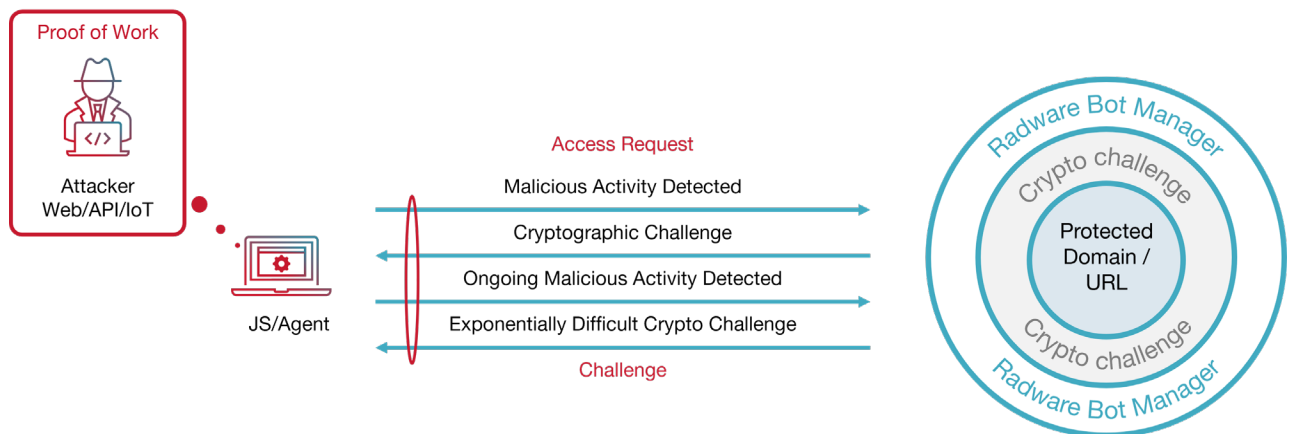 Proof of Work
</>
Attacker
Web/API/IoT
JS/Agent
Access Request
Malicious Activity Detected
Cryptographic Challenge
Ongoing Malicious Activity Detected
Exponentially Difficult Crypto Challenge
Challenge
Radware Bot Manager
Crypto challenge
Protected
Domain /
URL
Crypto challenge
Radware Bot Manager